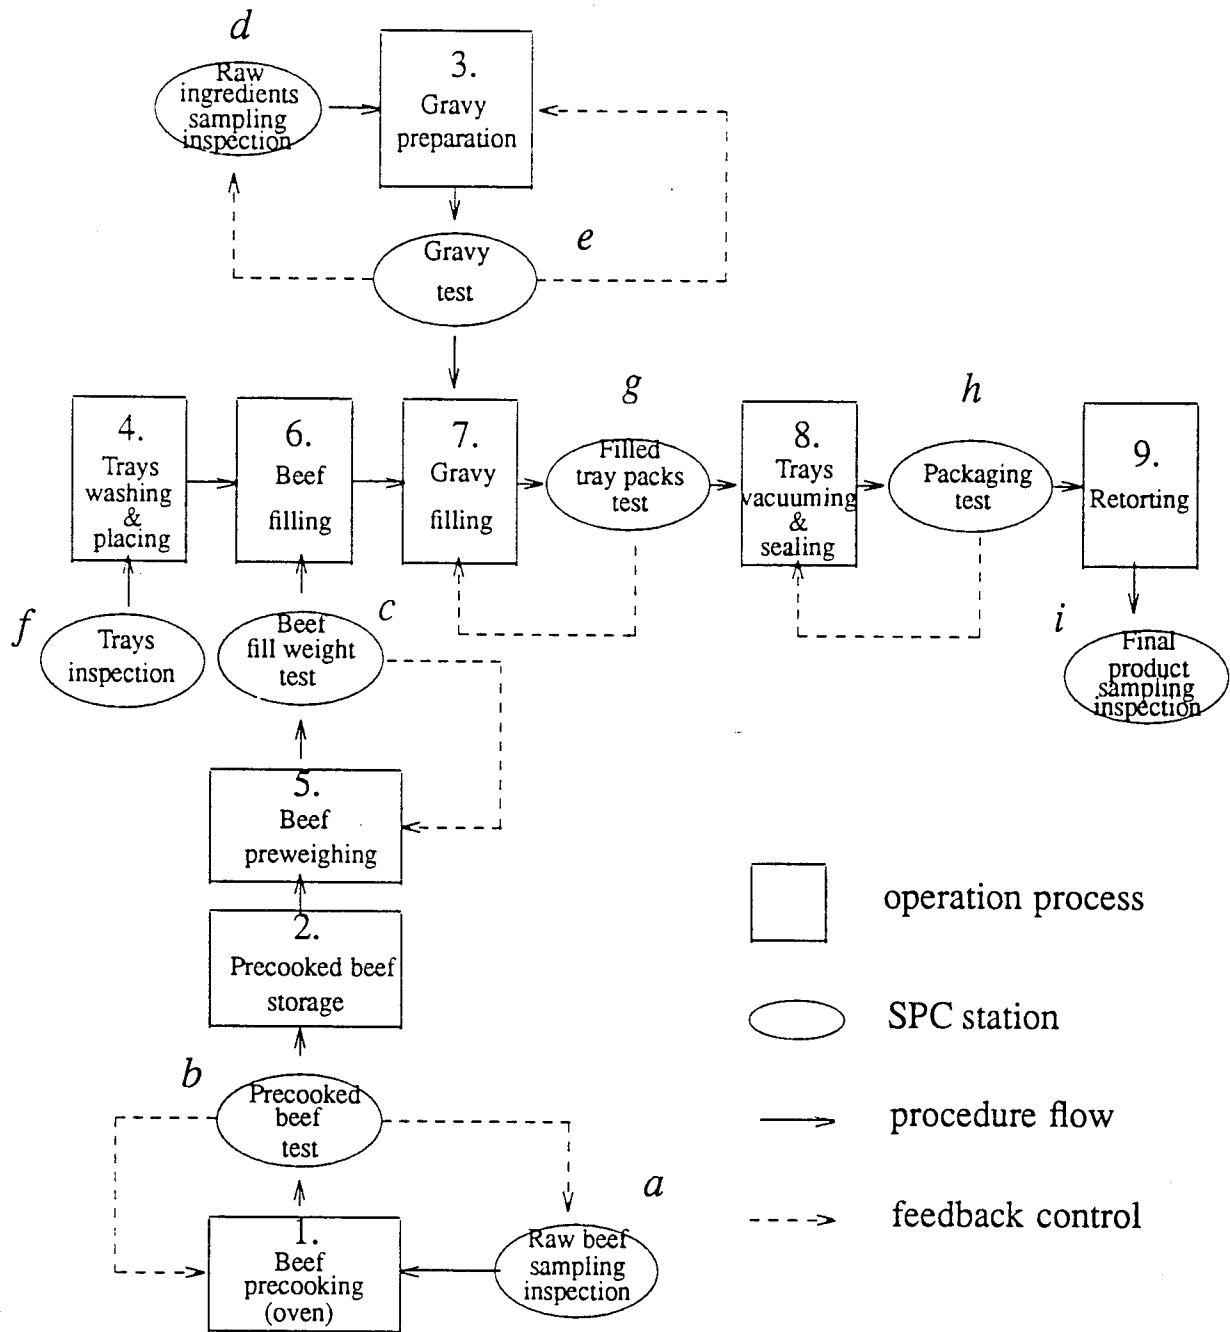 d
Raw
ingredients
sampling
inspection
3.
Gravy
preparation
e
Gravy
test
4.
Trays
washing
&
placing
6.
Beef
filling
7.
Gravy
filling
g
Filled
tray packs
test
8.
Trays
vacuuming
&
sealing
h
Packaging
test
9.
Retorting
f
Trays
inspection
c
Beef
fill weight
test
i
Final
product
sampling
inspection
5.
Beef
preweighing
2.
Precooked beef
storage
b
Precooked
beef
test
a
Raw beef
sampling
inspection
1.
Beef
precooking
(oven)
operation process
SPC station
procedure flow
feedback control